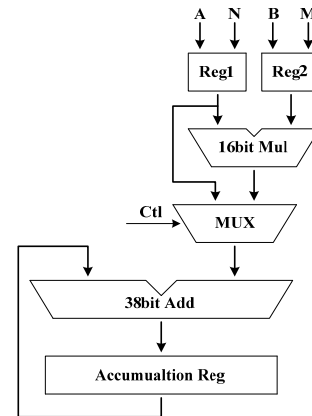 A N B M
Reg1 Reg2
16bit Mul
Ctl MUX
38bit Add
Accumualtion Reg